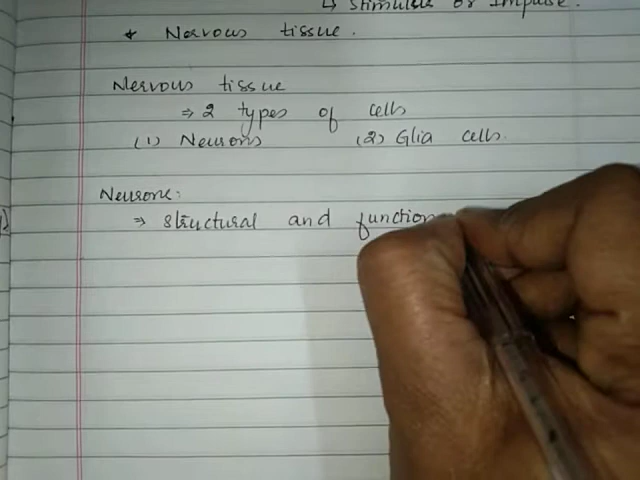 ↳ stimulus or impulse.
* Nervous tissue.
Nervous tissue
⇒ 2 types of cells
(1) Neurons (2) Glia cells.
Neurone:
⇒ structural and function